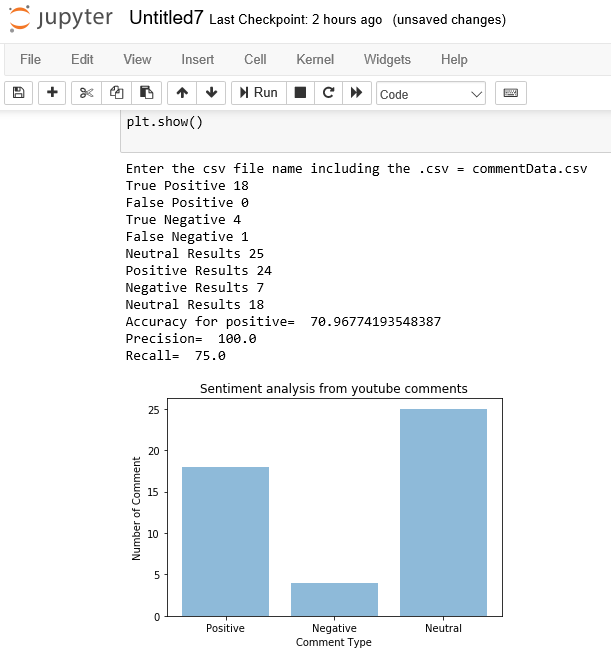 jupyter Untitled7 Last Checkpoint: 2 hours ago (unsaved changes)
File Edit View Insert Cell Kernel Widgets Help
Run Code
plt.show()
Enter the csv file name including the .csv = commentData.csv
True Positive 18
False Positive 0
True Negative 4
False Negative 1
Neutral Results 25
Positive Results 24
Negative Results 7
Neutral Results 18
Accuracy for positive=  70.96774193548387
Precision=  100.0
Recall=  75.0
Sentiment analysis from youtube comments
25
20
15
10
5
0
Number of Comment
Positive Negative Neutral
Comment Type